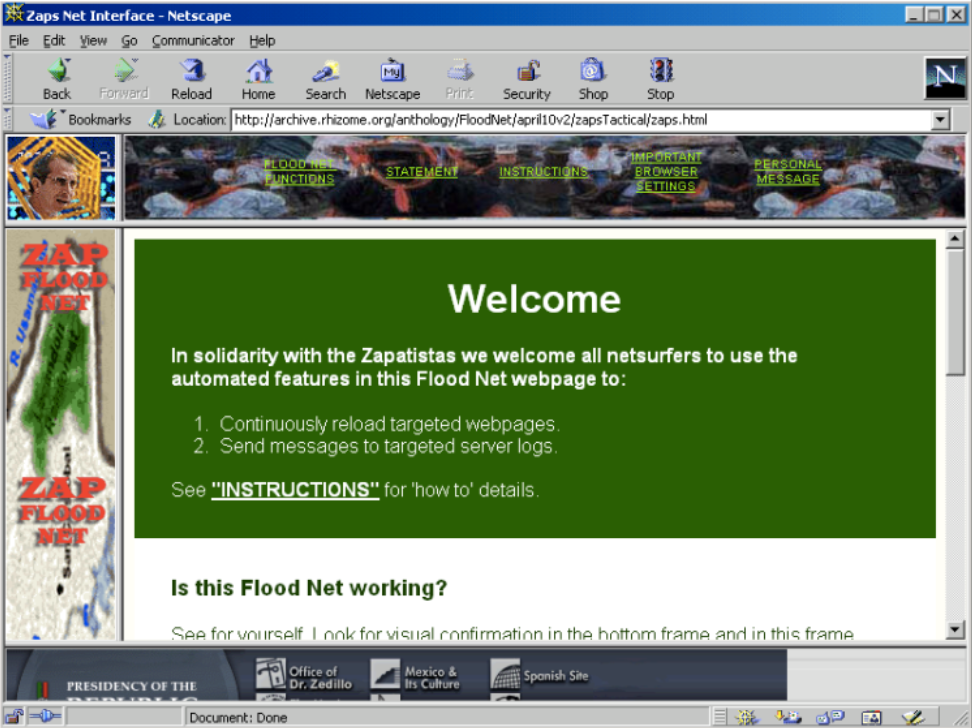 Zaps Net Interface - Netscape
File Edit View Go Communicator Help
Back Forward Reload Home Search Netscape Print Security Shop Stop
My
N
Bookmarks Location: http://archive.rhizome.org/anthology/FloodNet/april10v2/zapsTactical/zaps.html
FLOOD NET
FUNCTIONS
STATEMENT
INSTRUCTIONS
IMPORTANT
BROWSER
SETTINGS
PERSONAL
MESSAGE
ZAP
FLOOD
NET
ZAP
FLOOD
NET
Welcome
In solidarity with the Zapatistas we welcome all netsurfers to use the
automated features in this Flood Net webpage to:
1. Continuously reload targeted webpages.
2. Send messages to targeted server logs.
See "INSTRUCTIONS" for 'how to' details.
Is this Flood Net working?
See for yourself. Look for visual confirmation in the bottom frame and in this frame
PRESIDENCY OF THE
REPUBLIC
Office of
Dr. Zedillo
Mexico &
Its Culture
Spanish Site
Document: Done